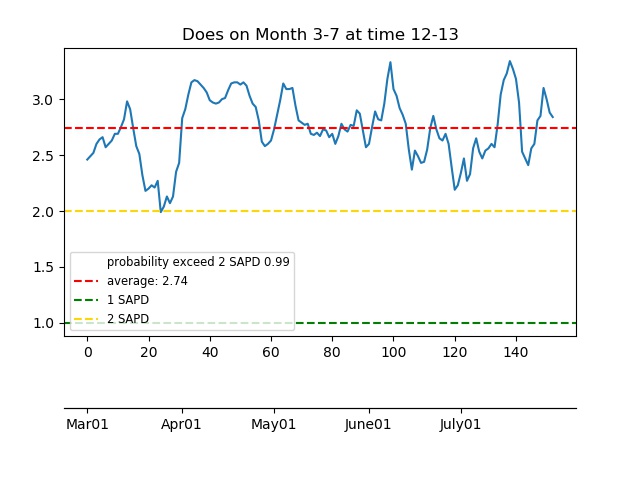 Does on Month 3-7 at time 12-13
3.0
2.5
2.0
1.5
1.0
probability exceed 2 SAPD 0.99
average: 2.74
1 SAPD
2 SAPD
0 20 40 60 80 100 120 140
Mar01 Apr01 May01 June01 July01